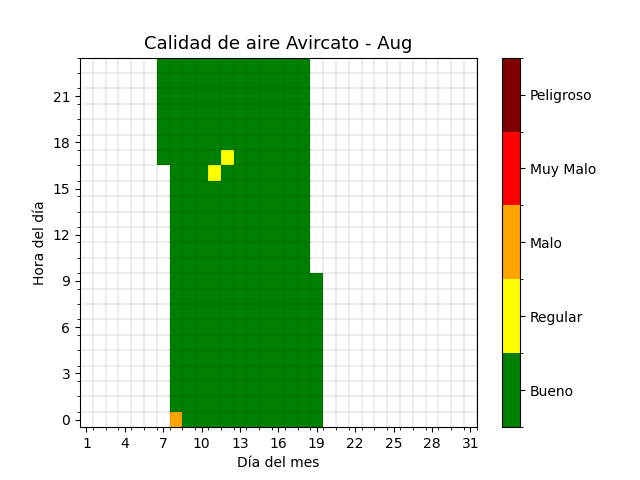 Calidad de aire Avircato - Aug
Hora del día
21
18
15
12
9
6
3
0
1 4 7 10 13 16 19 22 25 28 31
Día del mes
Peligroso
Muy Malo
Malo
Regular
Bueno